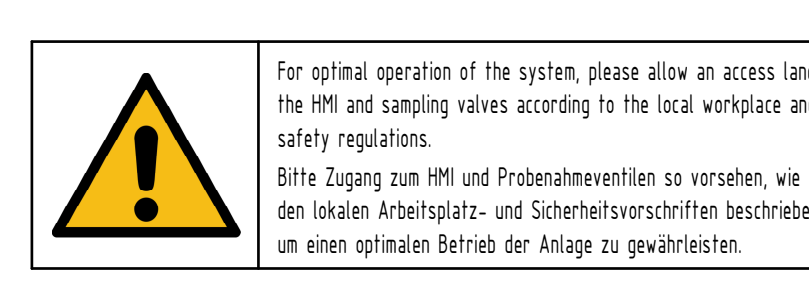 For optimal operation of the system, please allow an access
the HMI and sampling valves according to the local workplace
safety regulations.
Bitte Zugang zum HMI und Probenahmeventilen so vorsehen, wie
den lokalen Arbeitsplatz- und Sicherheitsvorschriften
um einen optimalen Betrieb der Anlage zu gewährleisten.